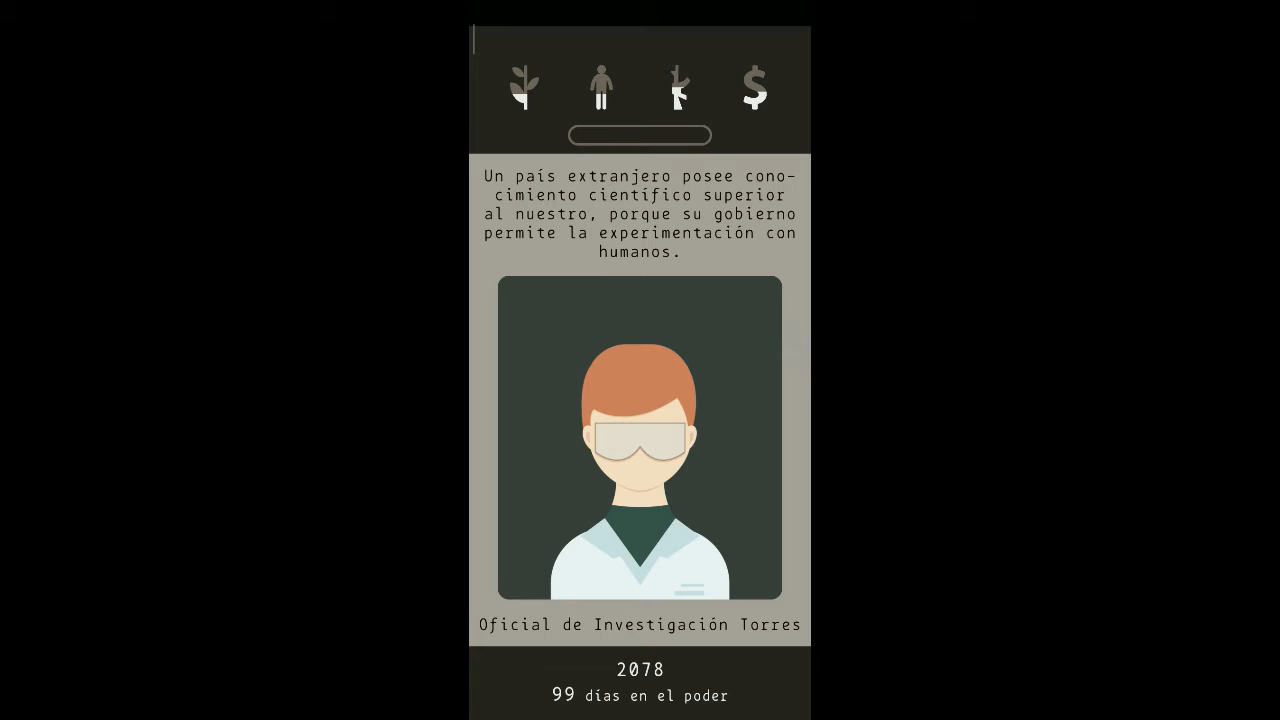 Un país extranjero posee cono-
cimiento científico superior
al nuestro, porque su gobierno
permite la experimentación con
humanos.
Oficial de Investigación Torres
2078
99 días en el poder